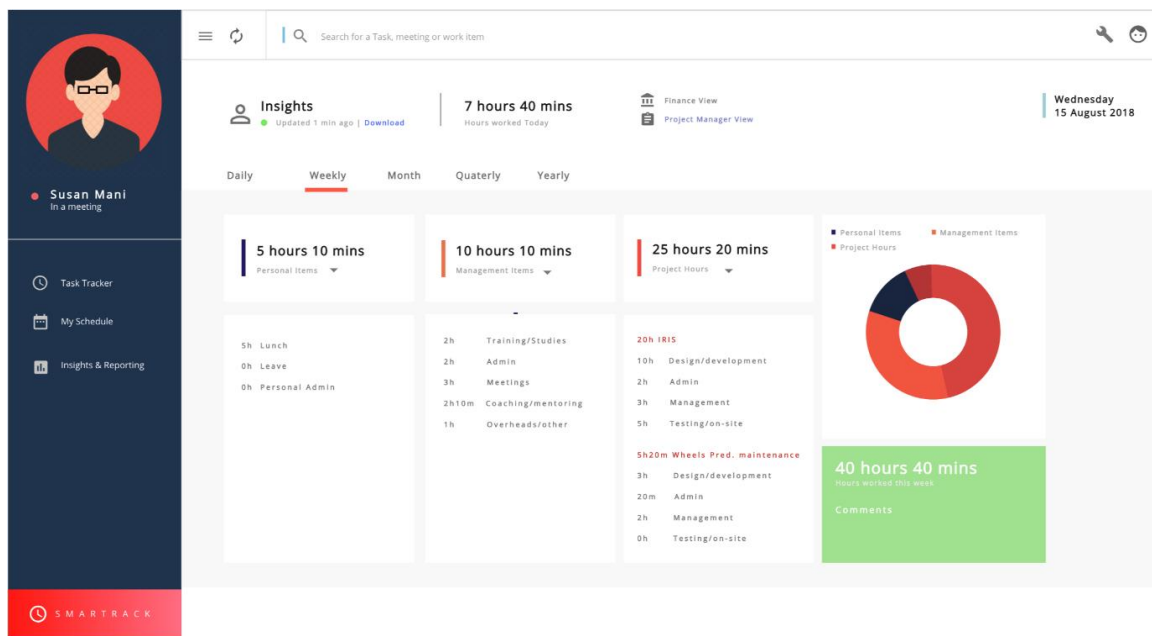 Search for a Task, meeting or work item
Insights
Updated 1 min ago | Download
7 hours 40 mins
Hours worked Today
Finance View
Project Manager View
Wednesday
15 August 2018
Susan Mani
In a meeting
Task Tracker
My Schedule
Insights & Reporting
SMARTRACK
Daily Weekly Month Quaterly Yearly
5 hours 10 mins
Personal Items
5h Lunch
0h Leave
0h Personal Admin
10 hours 10 mins
Management Items
2h Training/Studies
2h Admin
3h Meetings
2h10m Coaching/mentoring
1h Overheads/other
25 hours 20 mins
Project Hours
20h IRIS
10h Design/development
2h Admin
3h Management
5h Testing/on-site
5h20m Wheels Pred. maintenance
3h Design/development
20m Admin
2h Management
0h Testing/on-site
Personal Items Management Items
Project Hours
40 hours 40 mins
Hours worked this week
Comments